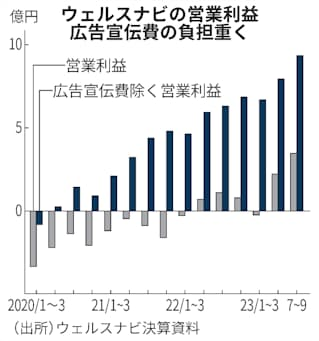 ウェルスナビの営業利益
広告宣伝費の負担重く
億円
10
営業利益
広告宣伝費除く営業利益
5
0
2020/1~3 21/1~3 22/1~3 23/1~3 7~9
（出所）ウェルスナビ決算資料